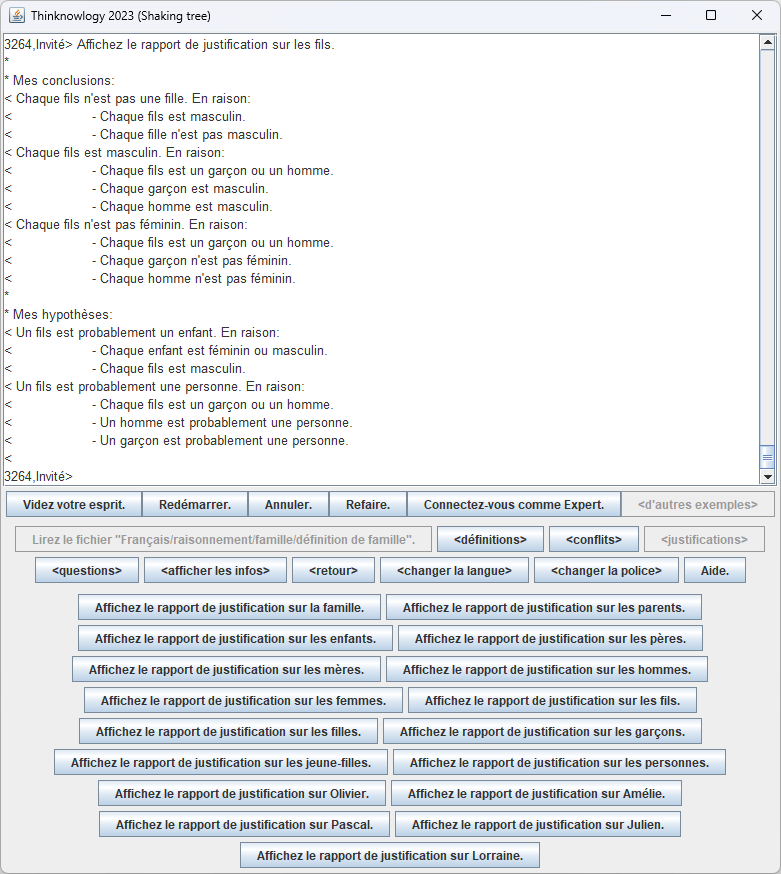 Thinknowlogy 2023 (Shaking tree)
3264,Invité> Affichez le rapport de justification sur les fils.
*
* Mes conclusions:
< Chaque fils n'est pas une fille. En raison:
< - Chaque fils est masculin.
< - Chaque fille n'est pas masculin.
< Chaque fils est masculin. En raison:
< - Chaque fils est un garçon ou un homme.
< - Chaque garçon est masculin.
< - Chaque homme est masculin.
< Chaque fils n'est pas féminin. En raison:
< - Chaque fils est un garçon ou un homme.
< - Chaque garçon n'est pas féminin.
< - Chaque homme n'est pas féminin.
*
* Mes hypothèses:
< Un fils est probablement un enfant. En raison:
< - Chaque enfant est féminin ou masculin.
< - Chaque fils est masculin.
< Un fils est probablement une personne. En raison:
< - Chaque fils est un garçon ou un homme.
< - Un homme est probablement une personne.
< - Un garçon est probablement une personne.
<
3264,Invité>
Videz votre esprit. Redémarrer. Annuler. Refaire. Connectez-vous comme Expert. <d'autres exemples>
Lirez le fichier "Français/raisonnement/famille/définition de famille". <définitions> <conflits> <justifications>
<questions> <afficher les infos> <retour> <changer la langue> <changer la police> Aide.
Affichez le rapport de justification sur la famille. Affichez le rapport de justification sur les parents.
Affichez le rapport de justification sur les enfants. Affichez le rapport de justification sur les pères.
Affichez le rapport de justification sur les mères. Affichez le rapport de justification sur les hommes.
Affichez le rapport de justification sur les femmes. Affichez le rapport de justification sur les fils.
Affichez le rapport de justification sur les filles. Affichez le rapport de justification sur les garçons.
Affichez le rapport de justification sur les jeune-filles. Affichez le rapport de justification sur les personnes.
Affichez le rapport de justification sur Olivier. Affichez le rapport de justification sur Amélie.
Affichez le rapport de justification sur Pascal. Affichez le rapport de justification sur Julien.
Affichez le rapport de justification sur Lorraine.